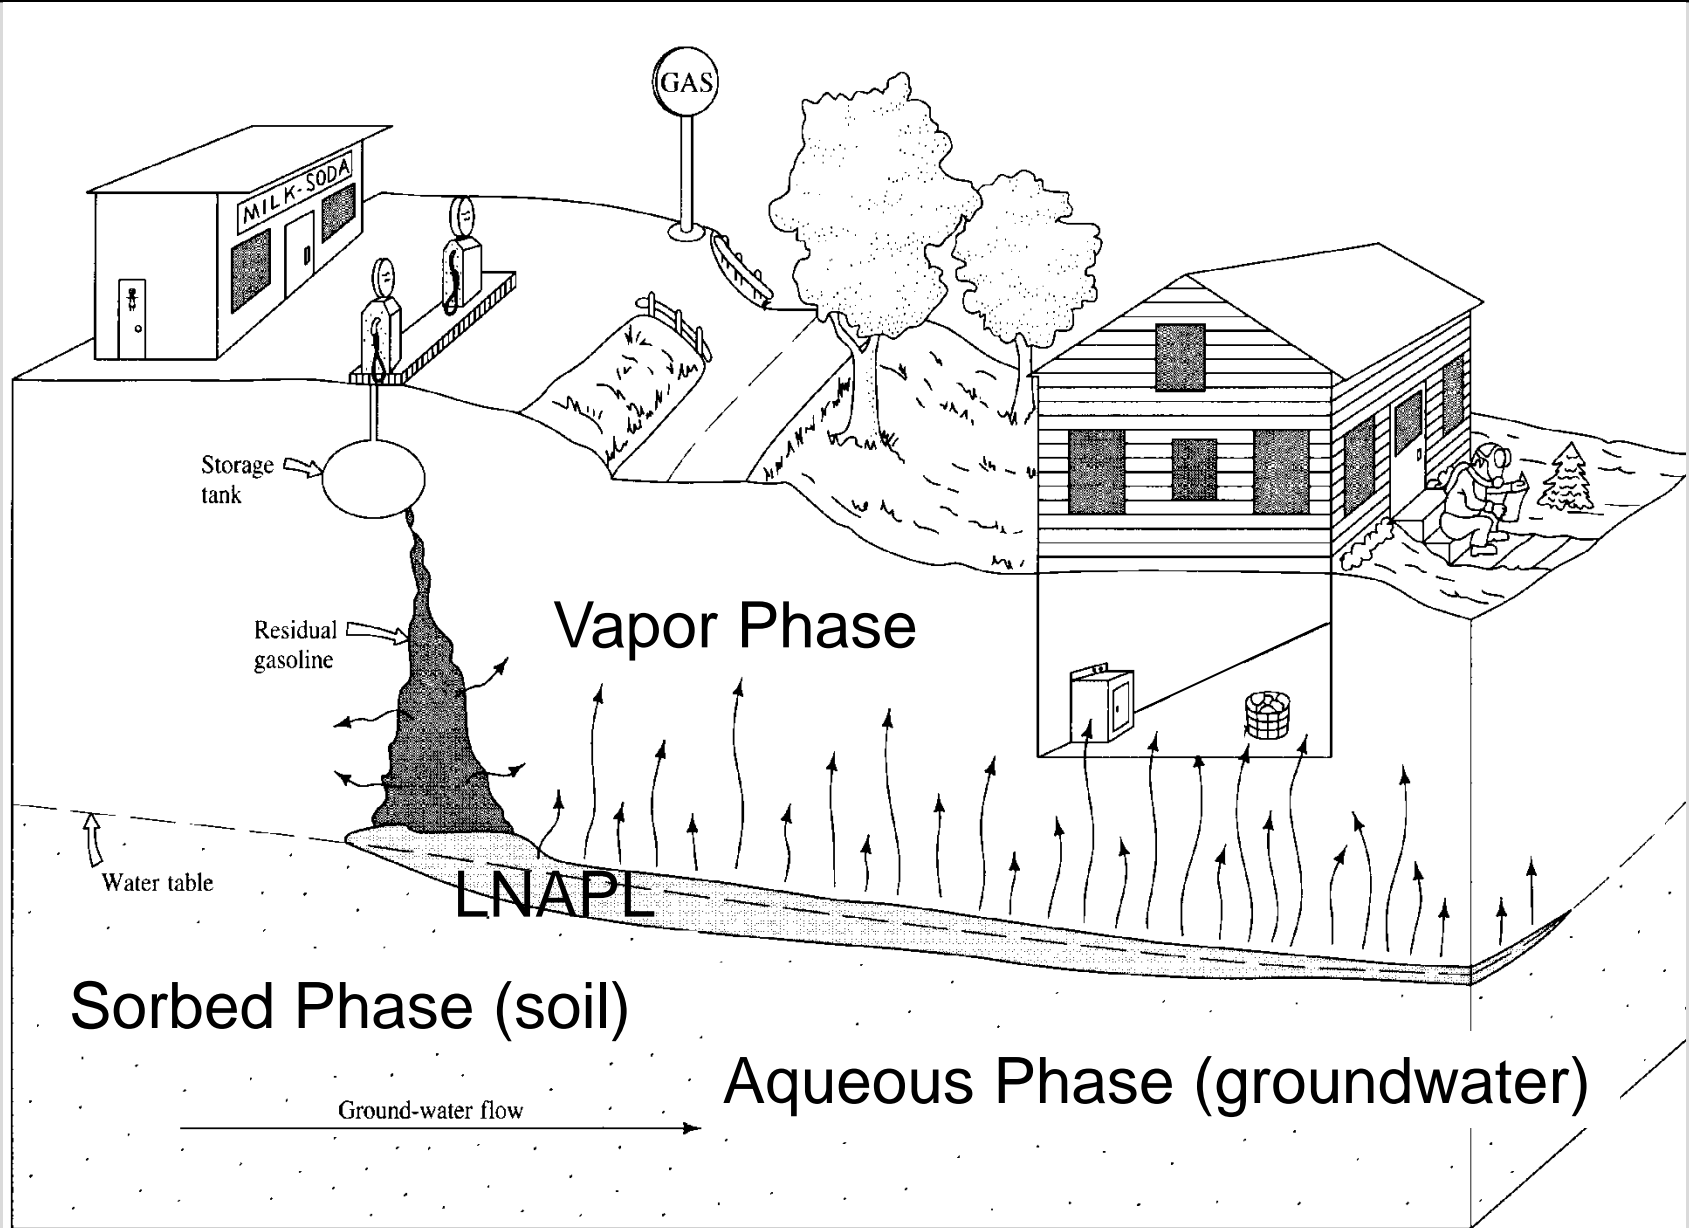 GAS
MILK-SODA
Storage
tank
Residual
gasoline
Vapor Phase
Water table
LNAPL
Sorbed Phase (soil)
Aqueous Phase (groundwater)
Ground-water flow